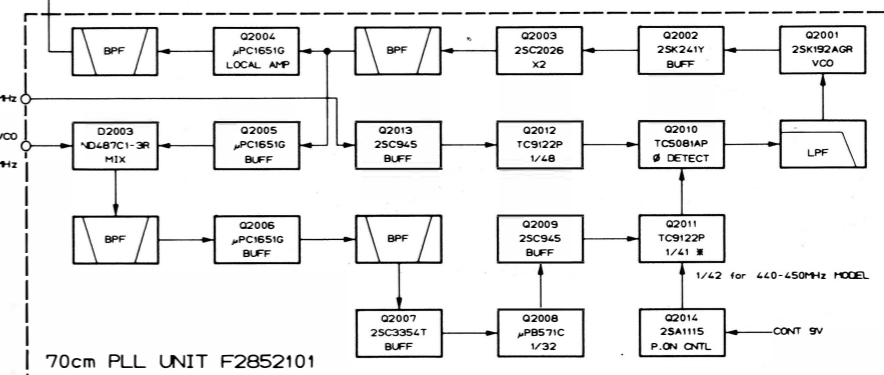 BPF
Q2004
µPC1651G
LOCAL AMP
BPF
Q2003
2SC2026
X2
Q2002
2SK241Y
BUFF
Q2001
2SK192AGR
VCO
Hz
VCO
Hz
D2003
ND487C1-3R
MIX
Q2005
µPC1651G
BUFF
Q2013
2SC945
BUFF
Q2012
TC9122P
1/48
Q2010
TC5081AP
Ø DETECT
LPF
BPF
Q2006
µPC1651G
BUFF
BPF
Q2009
2SC945
BUFF
Q2011
TC9122P
1/41 ※
1/42 for 440-450MHz MODEL
Q2007
2SC3354T
BUFF
Q2008
µPB571C
1/32
Q2014
2SA1115
P.ON CNTL
CONT 9V
70cm PLL UNIT F2852101